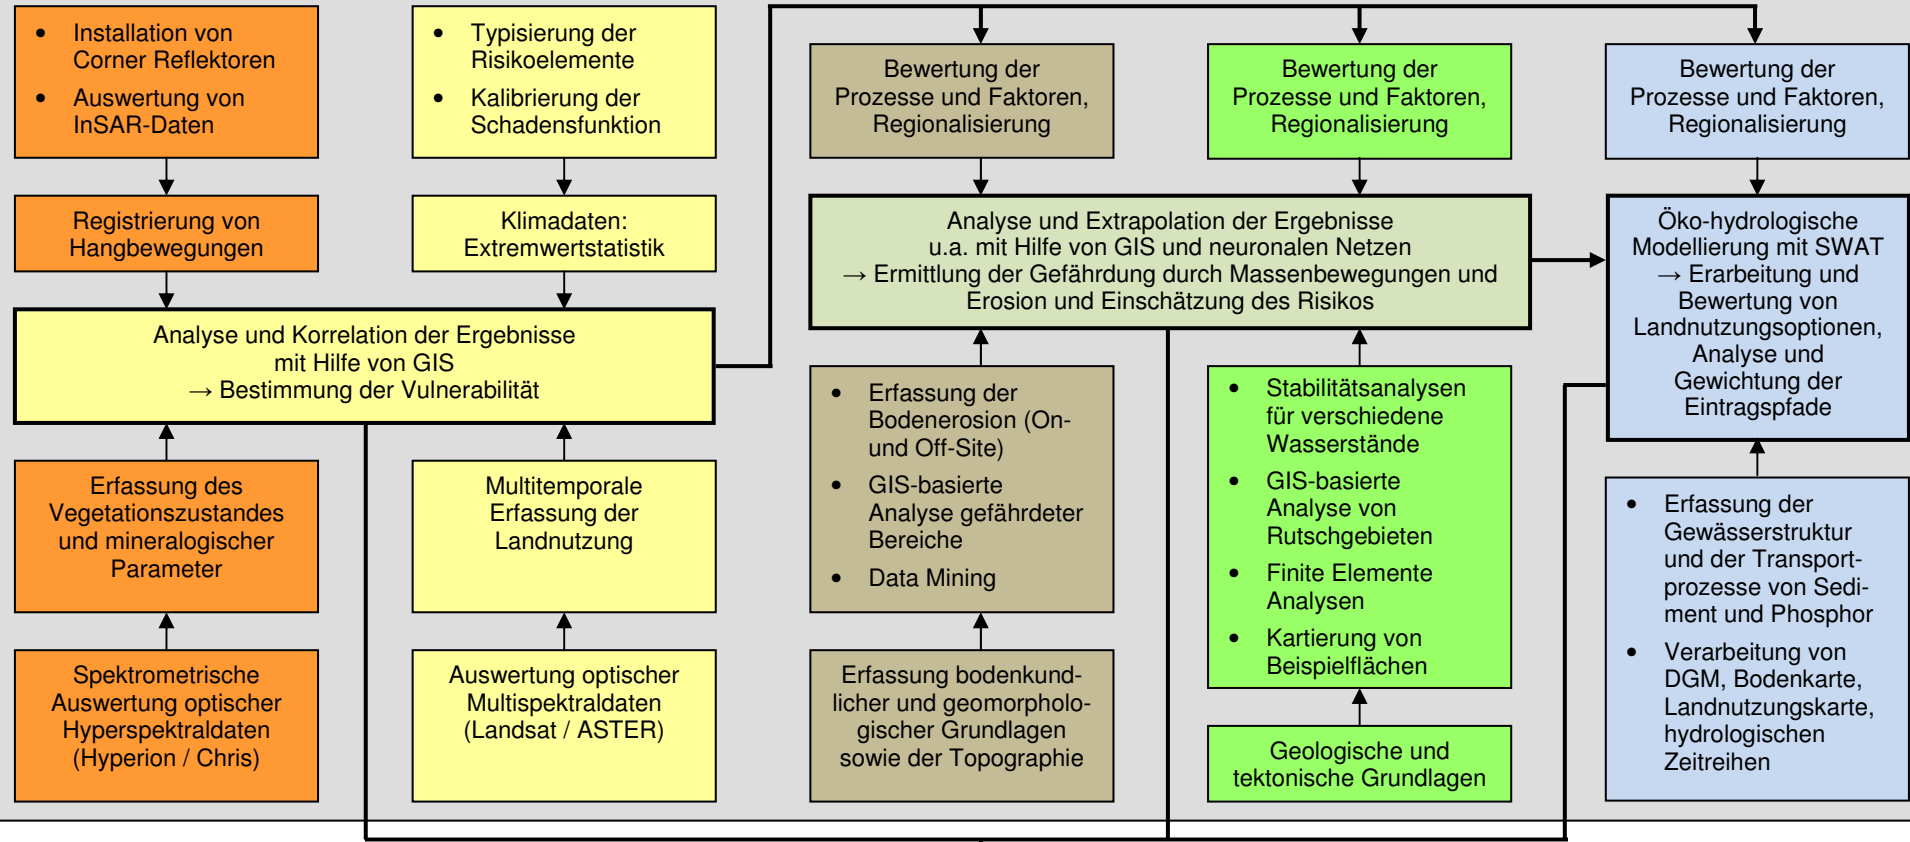 • Installation von
Corner Reflektoren
• Auswertung von
InSAR-Daten
Registrierung von
Hangbewegungen
• Typisierung der
Risikoelemente
• Kalibrierung der
Schadensfunktion
Klimadaten:
Extremwertstatistik
Analyse und Korrelation der Ergebnisse
mit Hilfe von GIS
→ Bestimmung der Vulnerabilität
Erfassung des
Vegetationszustandes
und mineralogischer
Parameter
Spektrometrische
Auswertung optischer
Hyperspektraldaten
(Hyperion / Chris)
Multitemporale
Erfassung der
Landnutzung
Auswertung optischer
Multispektraldaten
(Landsat / ASTER)
Bewertung der
Prozesse und Faktoren,
Regionalisierung
Bewertung der
Prozesse und Faktoren,
Regionalisierung
Analyse und Extrapolation der Ergebnisse
u.a. mit Hilfe von GIS und neuronalen Netzen
→ Ermittlung der Gefährdung durch Massenbewegungen und
Erosion und Einschätzung des Risikos
• Erfassung der
Bodenerosion (On-
und Off-Site)
• GIS-basierte
Analyse gefährdeter
Bereiche
• Data Mining
Erfassung bodenkund-
licher und geomorpholo-
gischer Grundlagen
sowie der Topographie
• Stabilitätsanalysen
für verschiedene
Wasserstände
• GIS-basierte
Analyse von
Rutschgebieten
• Finite Elemente
Analysen
• Kartierung von
Beispielflächen
Geologische und
tektonische Grundlagen
Bewertung der
Prozesse und Faktoren,
Regionalisierung
Öko-hydrologische
Modellierung mit SWAT
→ Erarbeitung und
Bewertung von
Landnutzungsoptionen,
Analyse und
Gewichtung der
Eintragspfade
• Erfassung der
Gewässerstruktur
und der Transport-
prozesse von Sedi-
ment und Phosphor
• Verarbeitung von
DGM, Bodenkarte,
Landnutzungskarte,
hydrologischen
Zeitreihen